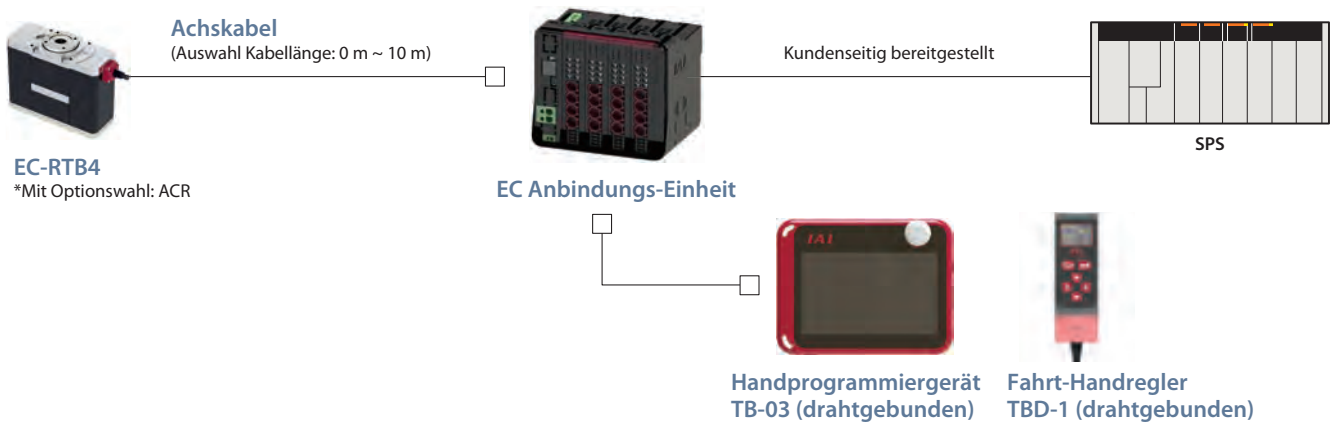 Achskabel
(Auswahl Kabellänge: 0 m ~ 10 m)
Kundenseitig bereitgestellt
SPS
EC-RTB4
*Mit Optionswahl: ACR
EC Anbindungs-Einheit
IAI
Handprogrammiergerät
TB-03 (drahtgebunden)
Fahrt-Handregler
TBD-1 (drahtgebunden)